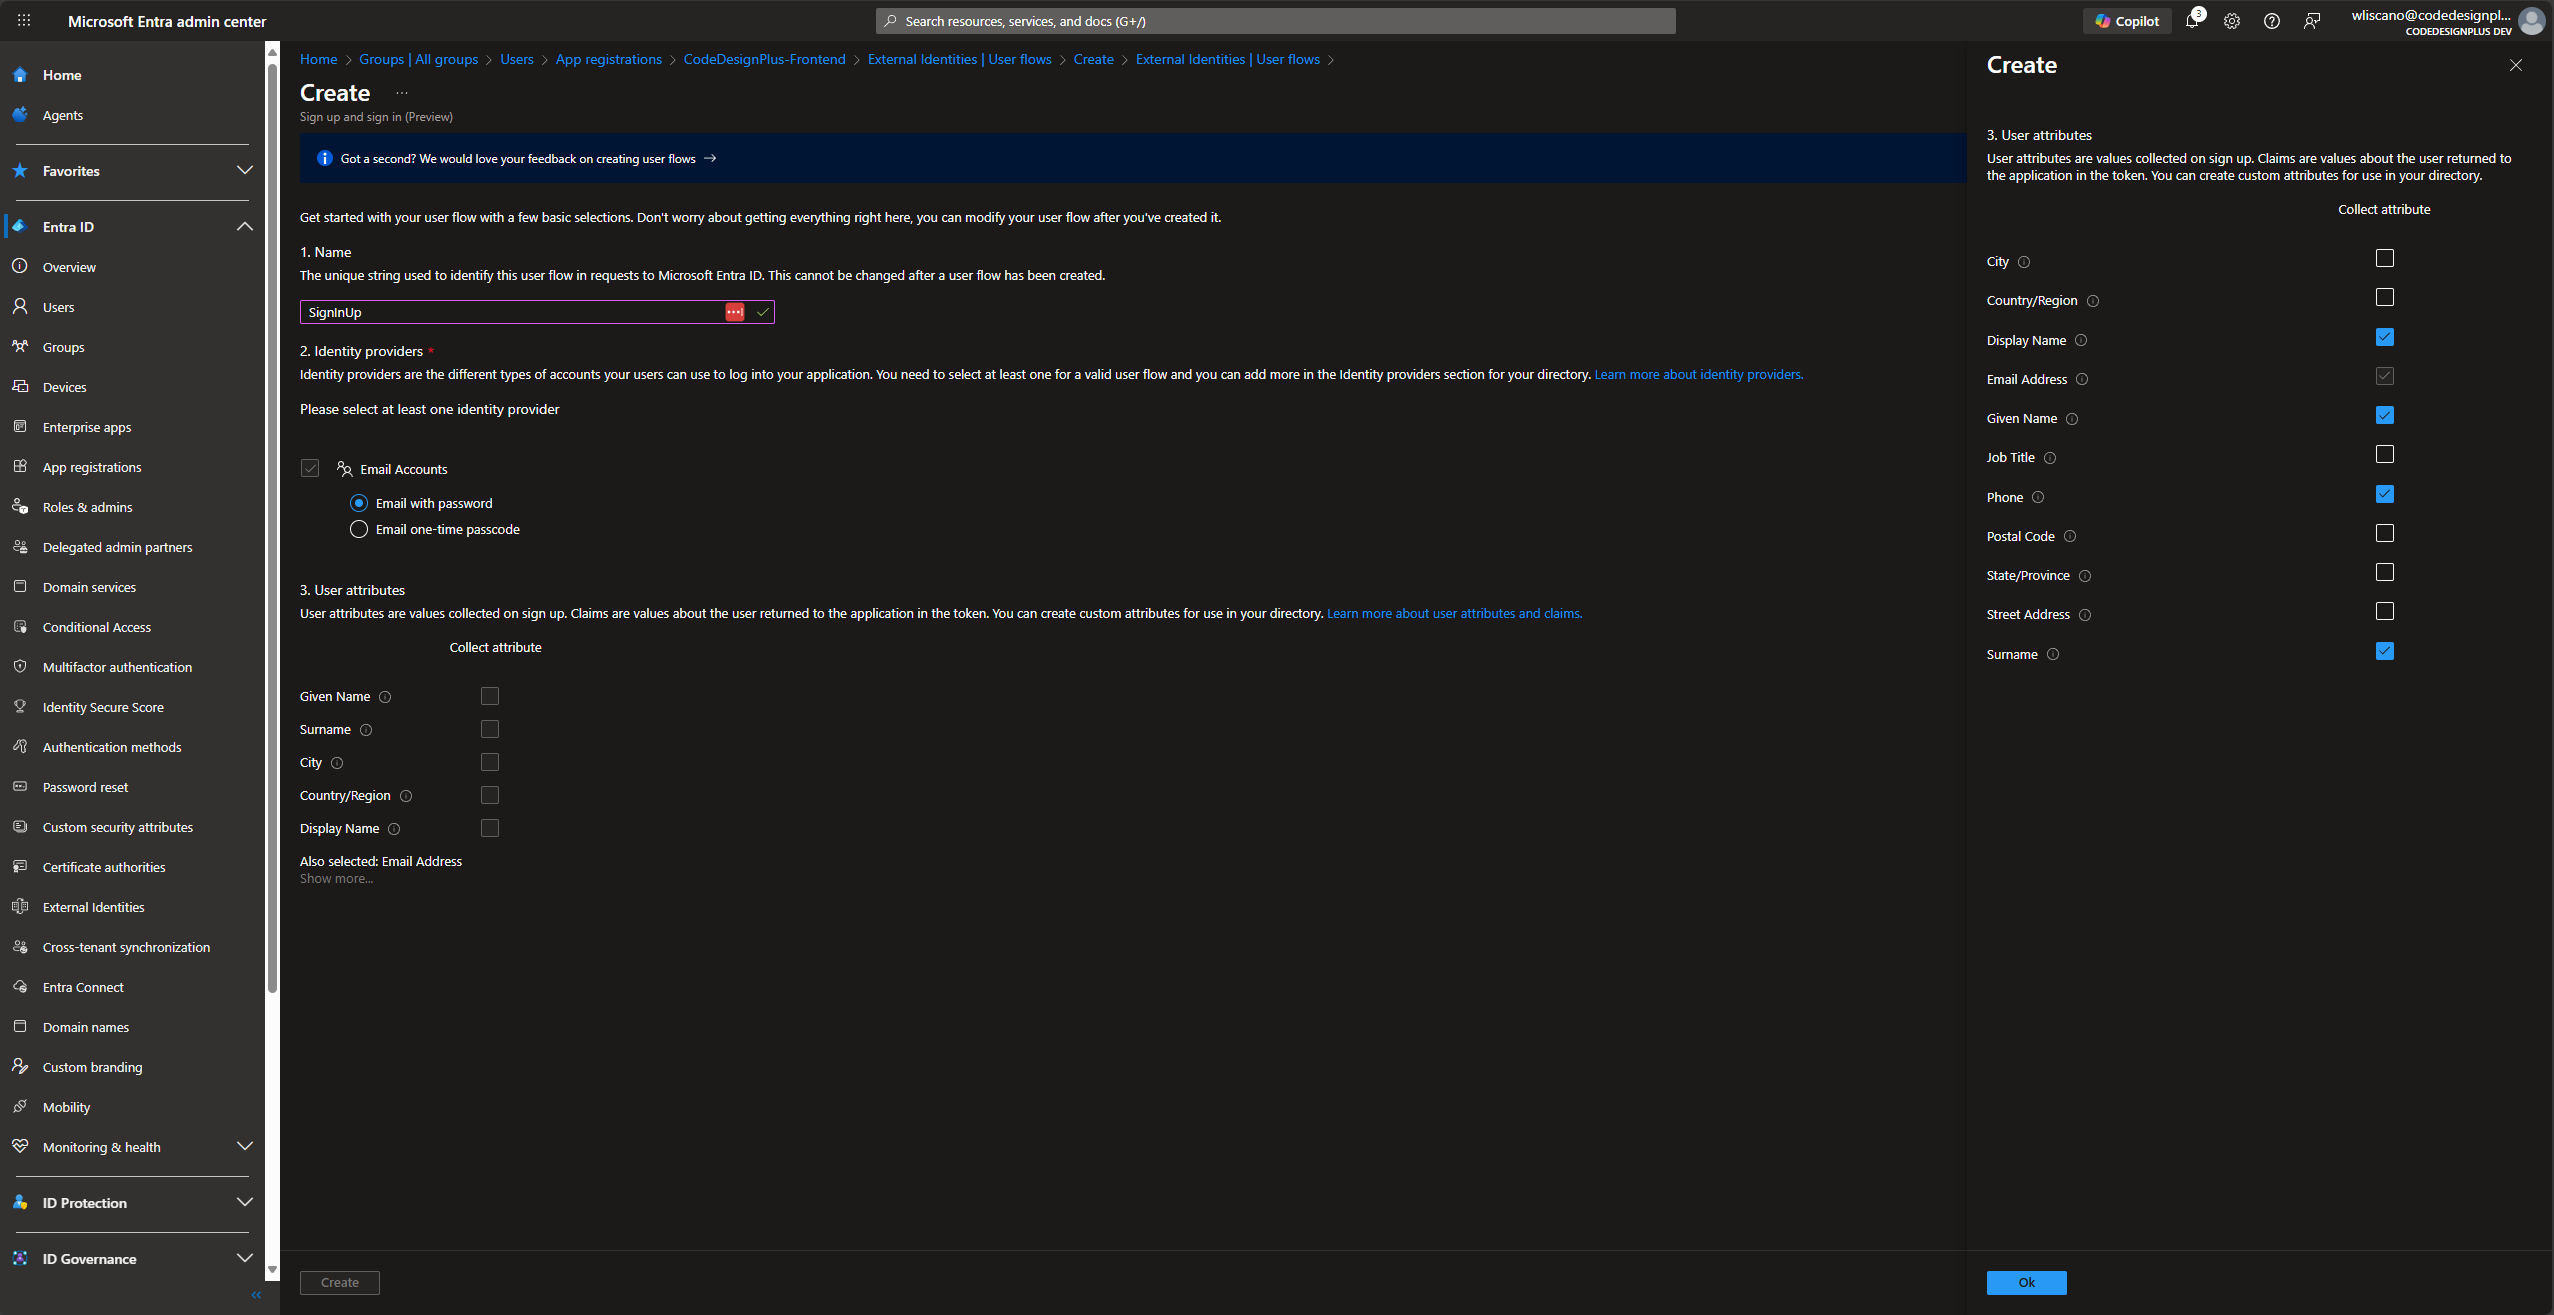 Microsoft Entra admin center
Search resources, services, and docs (G+/)
Copilot
3
wliscano@codedesignpl...
CODEDESIGNPLUS DEV
Home
Agents
Favorites
Entra ID
Overview
Users
Groups
Devices
Enterprise apps
App registrations
Roles & admins
Delegated admin partners
Domain services
Conditional Access
Multifactor authentication
Identity Secure Score
Authentication methods
Password reset
Custom security attributes
Certificate authorities
External Identities
Cross-tenant synchronization
Entra Connect
Domain names
Custom branding
Mobility
Monitoring & health
ID Protection
ID Governance
Home > Groups | All groups > Users > App registrations > CodeDesignPlus-Frontend > External Identities | User flows > Create > External Identities | User flows >
Create ...
Sign up and sign in (Preview)
Got a second? We would love your feedback on creating user flows →
Get started with your user flow with a few basic selections. Don't worry about getting everything right here, you can modify your user flow after you've created it.
1. Name
The unique string used to identify this user flow in requests to Microsoft Entra ID. This cannot be changed after a user flow has been created.
SignInUp
2. Identity providers *
Identity providers are the different types of accounts your users can use to log into your application. You need to select at least one for a valid user flow and you can add more in the Identity providers section for your directory. Learn more about identity providers.
Please select at least one identity provider
Email Accounts
Email with password
Email one-time passcode
3. User attributes
User attributes are values collected on sign up. Claims are values about the user returned to the application in the token. You can create custom attributes for use in your directory. Learn more about user attributes and claims.
Collect attribute
Given Name
Surname
City
Country/Region
Display Name
Also selected: Email Address
Show more...
Create
Create
3. User attributes
User attributes are values collected on sign up. Claims are values about the user returned to
the application in the token. You can create custom attributes for use in your directory.
Collect attribute
City
Country/Region
Display Name
Email Address
Given Name
Job Title
Phone
Postal Code
State/Province
Street Address
Surname
Ok